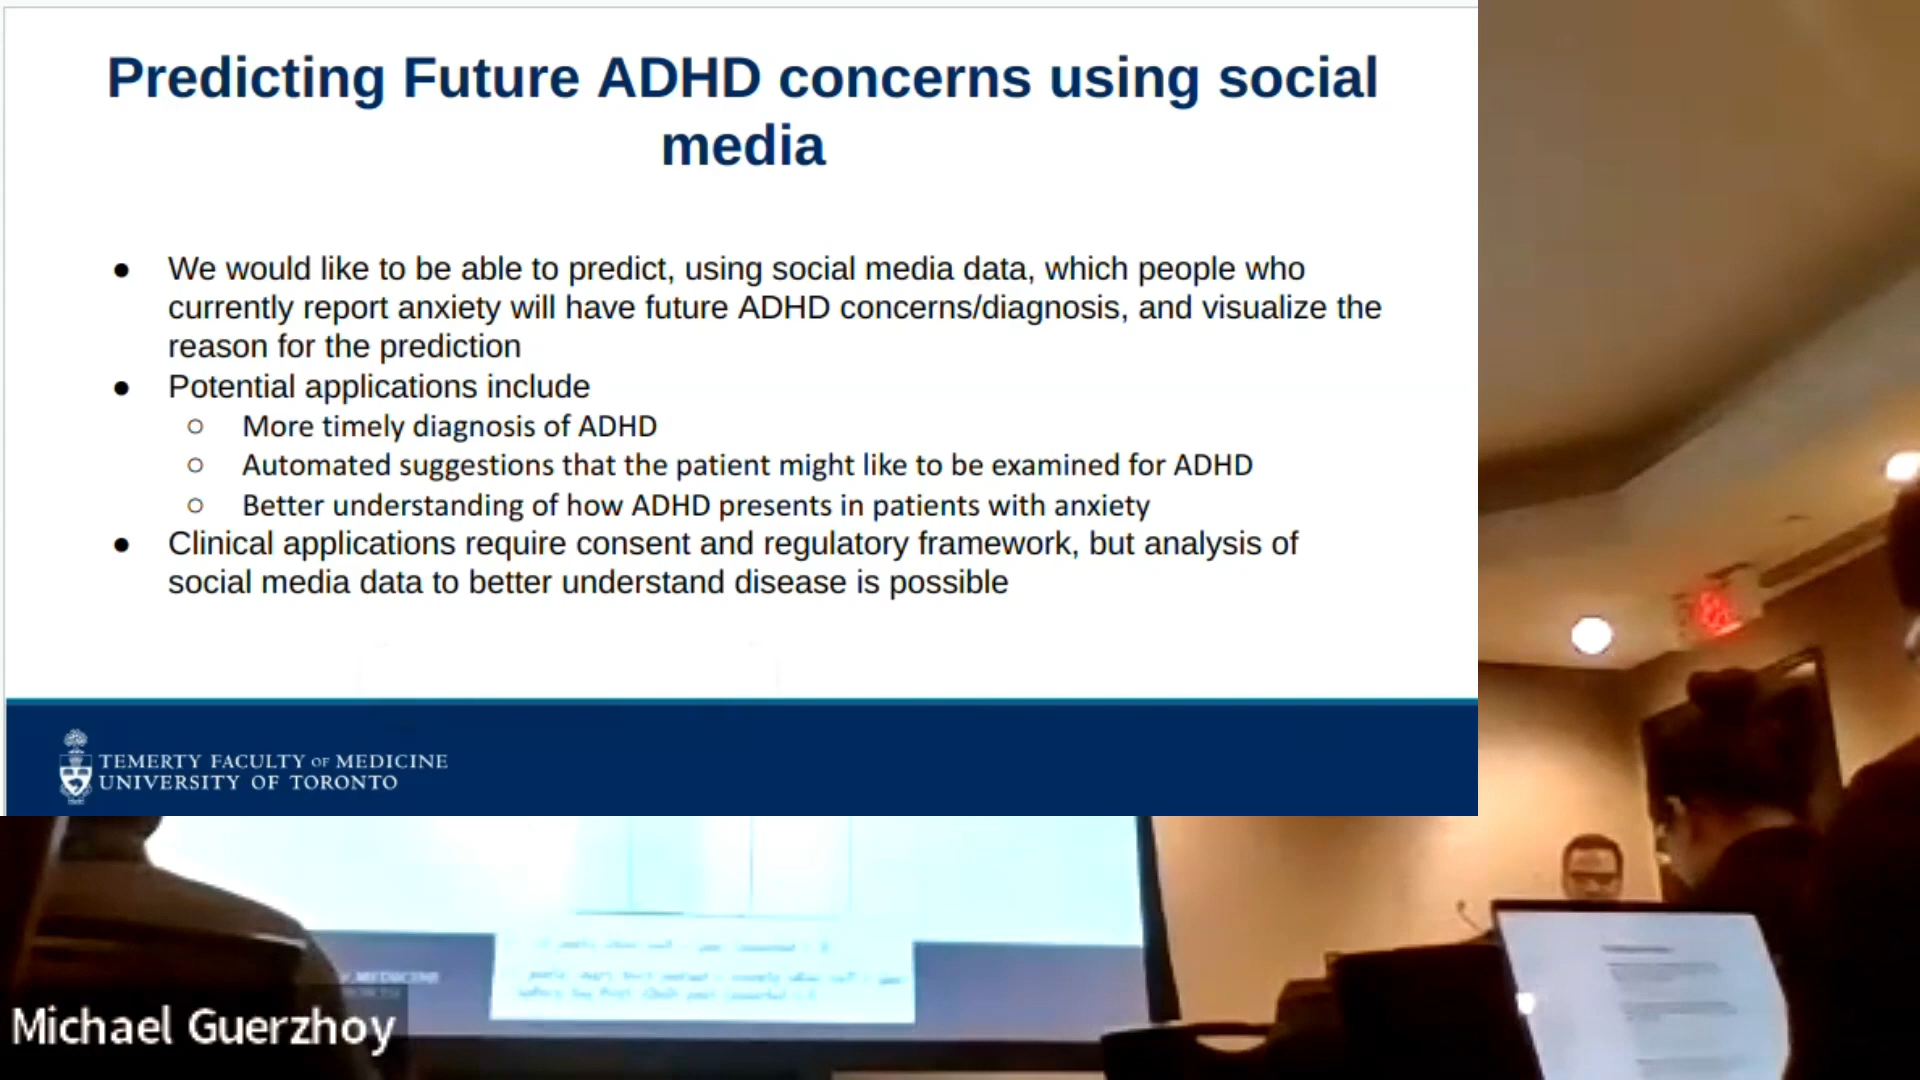 Predicting Future ADHD concerns using social
media
● We would like to be able to predict, using social media data, which people who
currently report anxiety will have future ADHD concerns/diagnosis, and visualize the
reason for the prediction
● Potential applications include
○ More timely diagnosis of ADHD
○ Automated suggestions that the patient might like to be examined for ADHD
○ Better understanding of how ADHD presents in patients with anxiety
● Clinical applications require consent and regulatory framework, but analysis of
social media data to better understand disease is possible
TEMERTY FACULTY OF MEDICINE
UNIVERSITY OF TORONTO
MEDICINE
Michael Guerzhoy